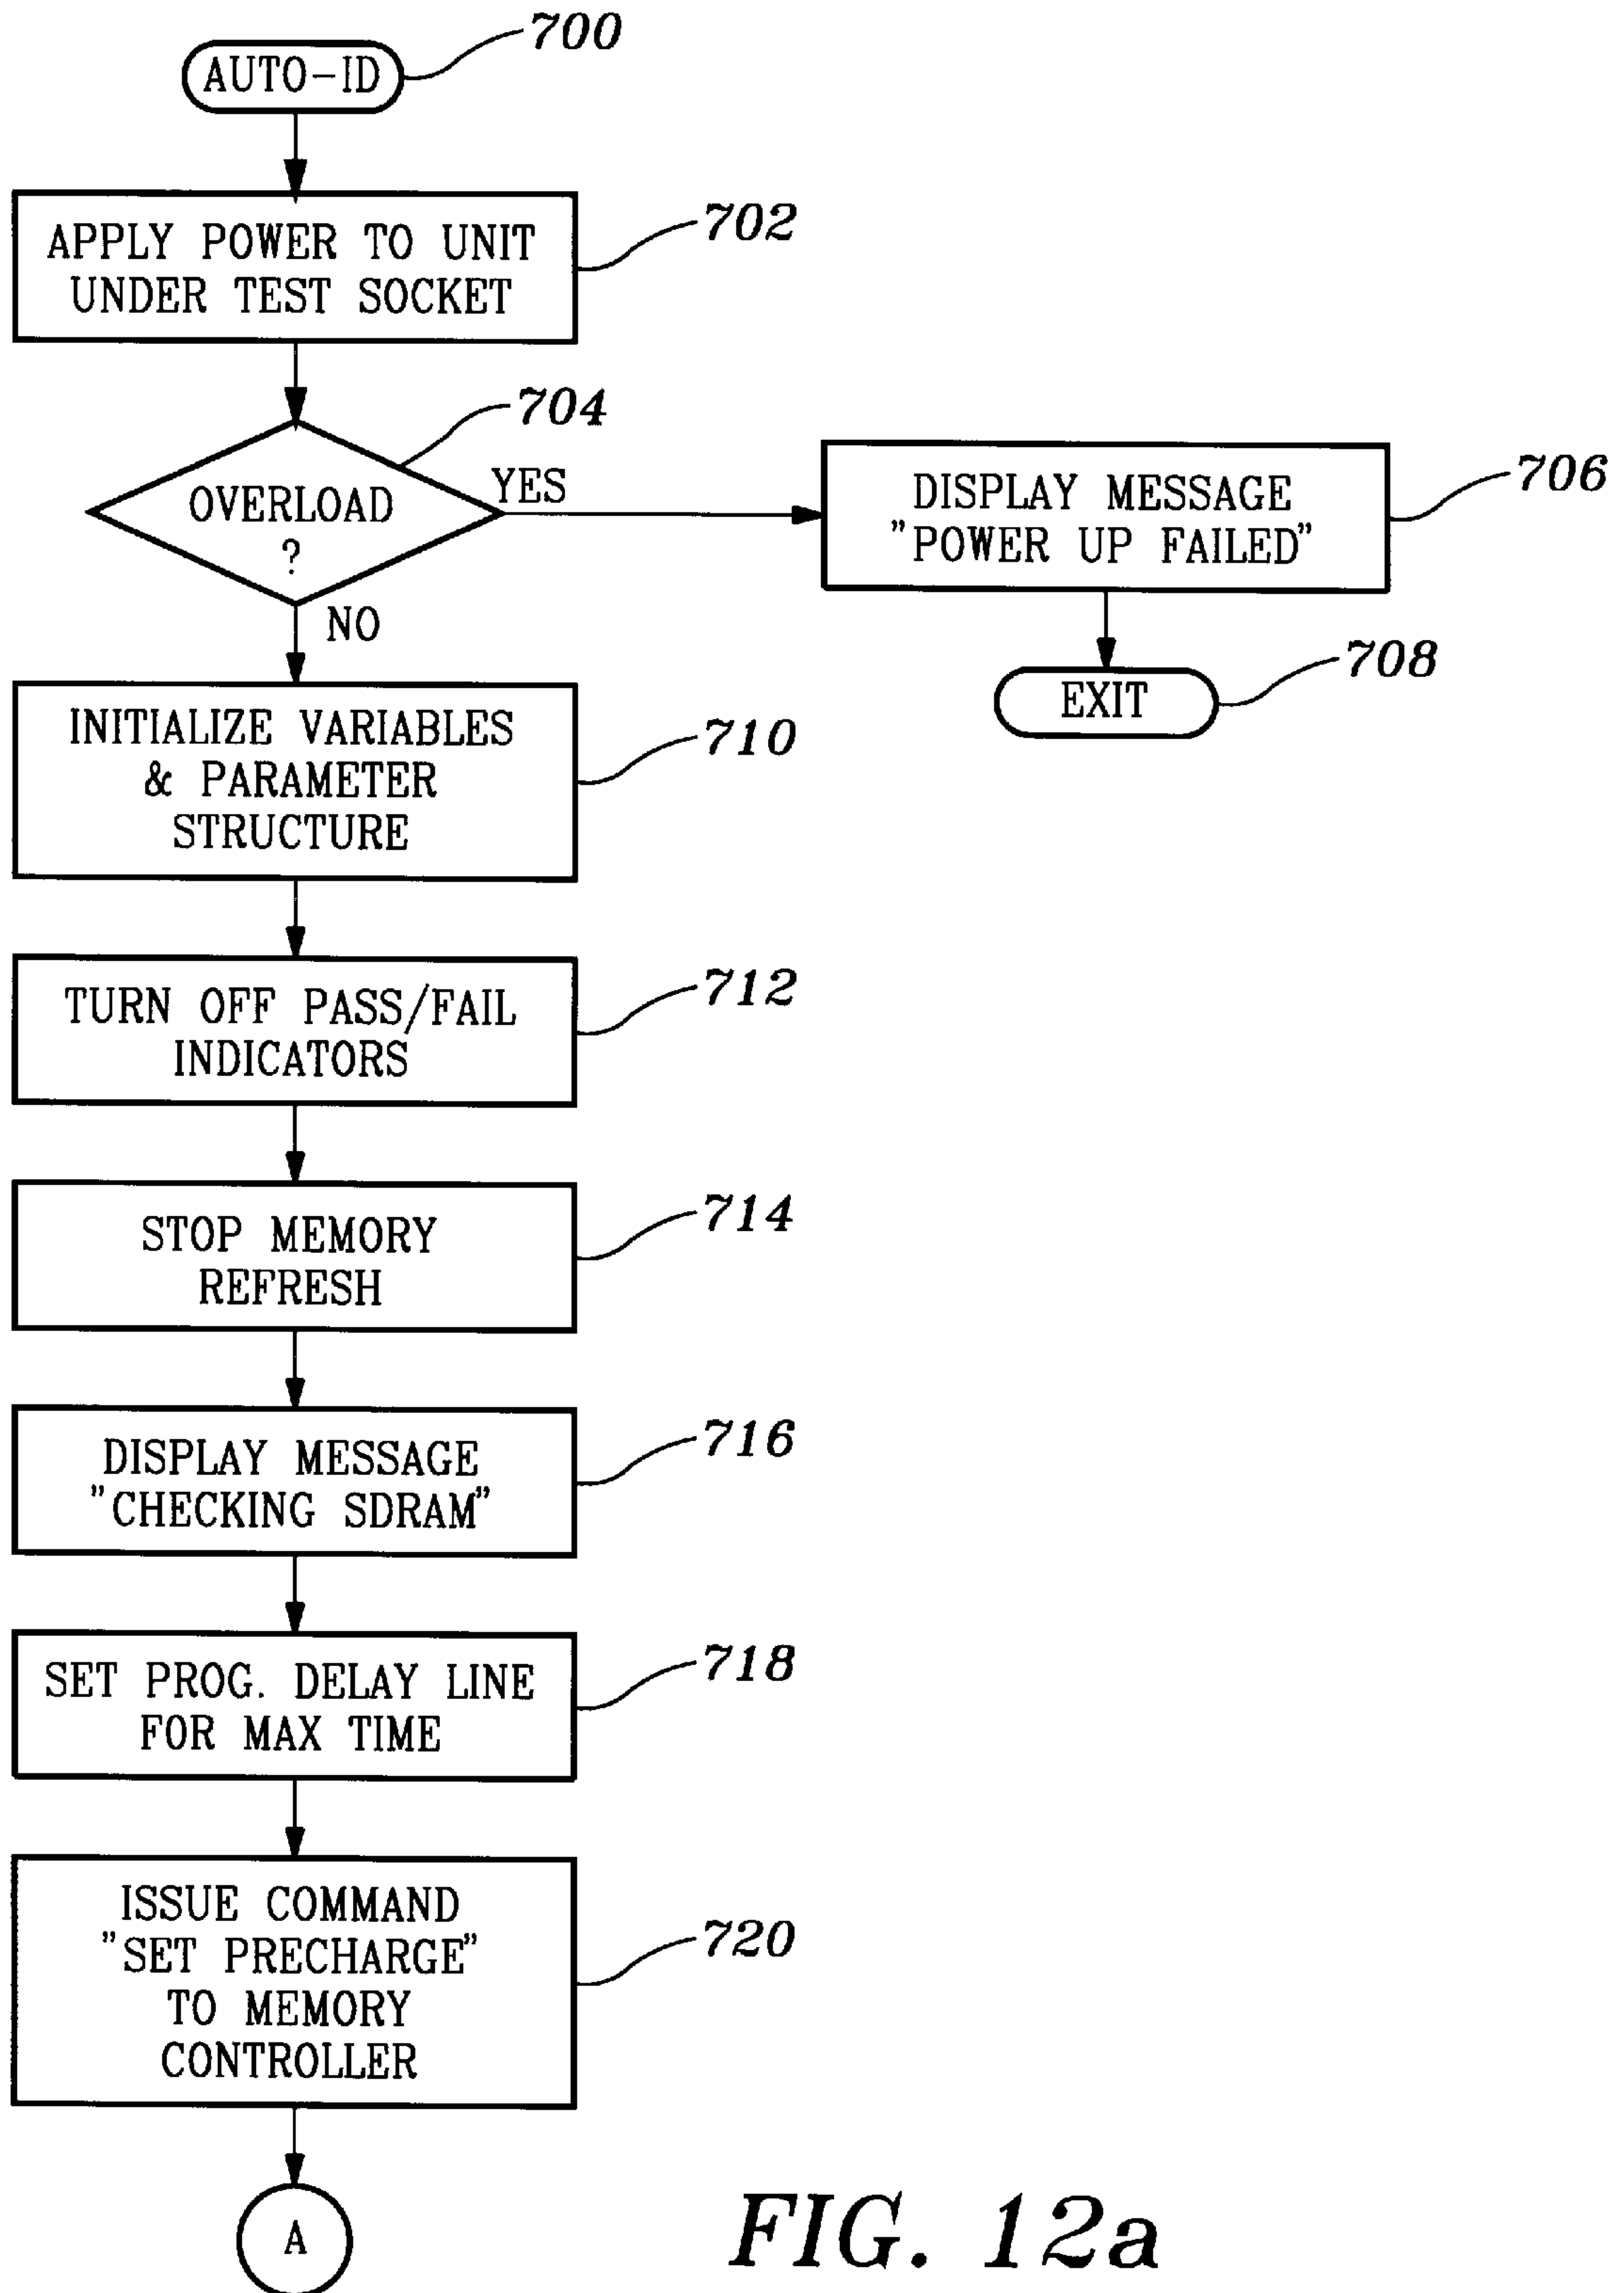 700
AUTO-ID
702
APPLY POWER TO UNIT
UNDER TEST SOCKET
704
OVERLOAD
?
YES
NO
706
DISPLAY MESSAGE
"POWER UP FAILED"
708
EXIT
710
INITIALIZE VARIABLES
& PARAMETER
STRUCTURE
712
TURN OFF PASS/FAIL
INDICATORS
714
STOP MEMORY
REFRESH
716
DISPLAY MESSAGE
"CHECKING SDRAM"
718
SET PROG. DELAY LINE
FOR MAX TIME
720
ISSUE COMMAND
"SET PRECHARGE"
TO MEMORY
CONTROLLER
A
FIG. 12a